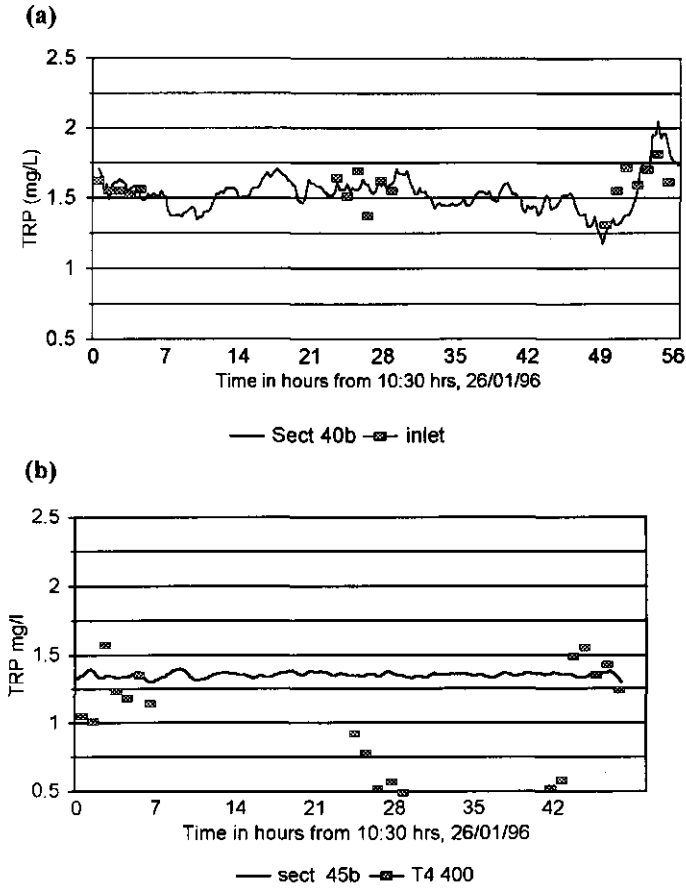 (a)
2.5
2
1.5
1
0.5
TRP (mg/L)
0 7 14 21 28 35 42 49 56
Time in hours from 10:30 hrs, 26/01/96
Sect 40b inlet
(b)
2.5
2
1.5
1
0.5
TRP mg/l
0 7 14 21 28 35 42
Time in hours from 10:30 hrs, 26/01/96
sect 45b T4 400